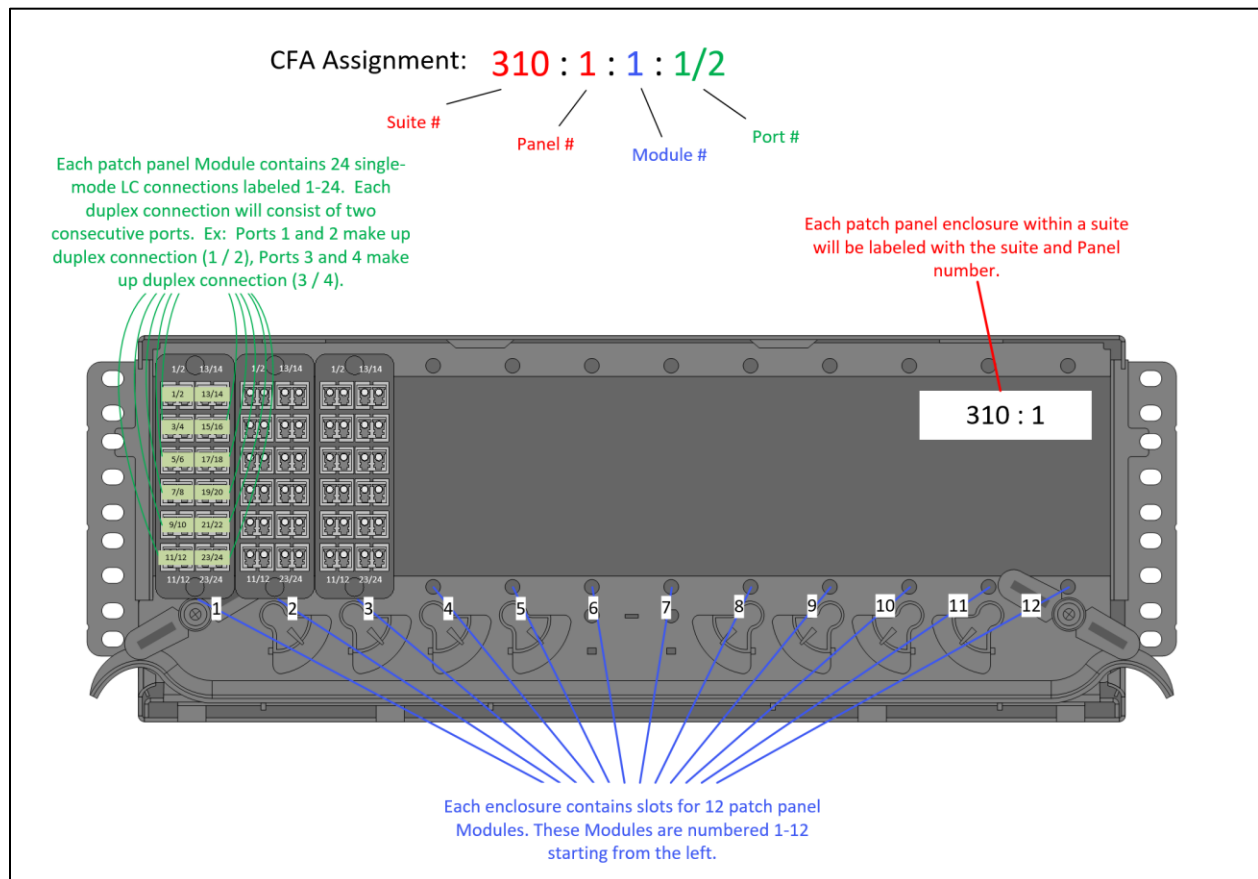 CFA Assignment: 310 : 1 : 1 : 1/2
Suite #
Panel #
Module #
Port #
Each patch panel Module contains 24 single-
mode LC connections labeled 1-24. Each
duplex connection will consist of two
consecutive ports. Ex: Ports 1 and 2 make up
duplex connection (1 / 2), Ports 3 and 4 make
up duplex connection (3 / 4).
Each patch panel enclosure within a suite
will be labeled with the suite and Panel
number.
1/2 13/14 1/2 13/14 1/2 13/14
1/2 13/14
3/4 15/16
5/6 17/18
7/8 19/20
9/10 21/22
11/12 23/24
11/12 23/24 11/12 23/24 11/12 23/24
310 : 1
1 2 3 4 5 6 7 8 9 10 11 12
Each enclosure contains slots for 12 patch panel
Modules. These Modules are numbered 1-12
starting from the left.